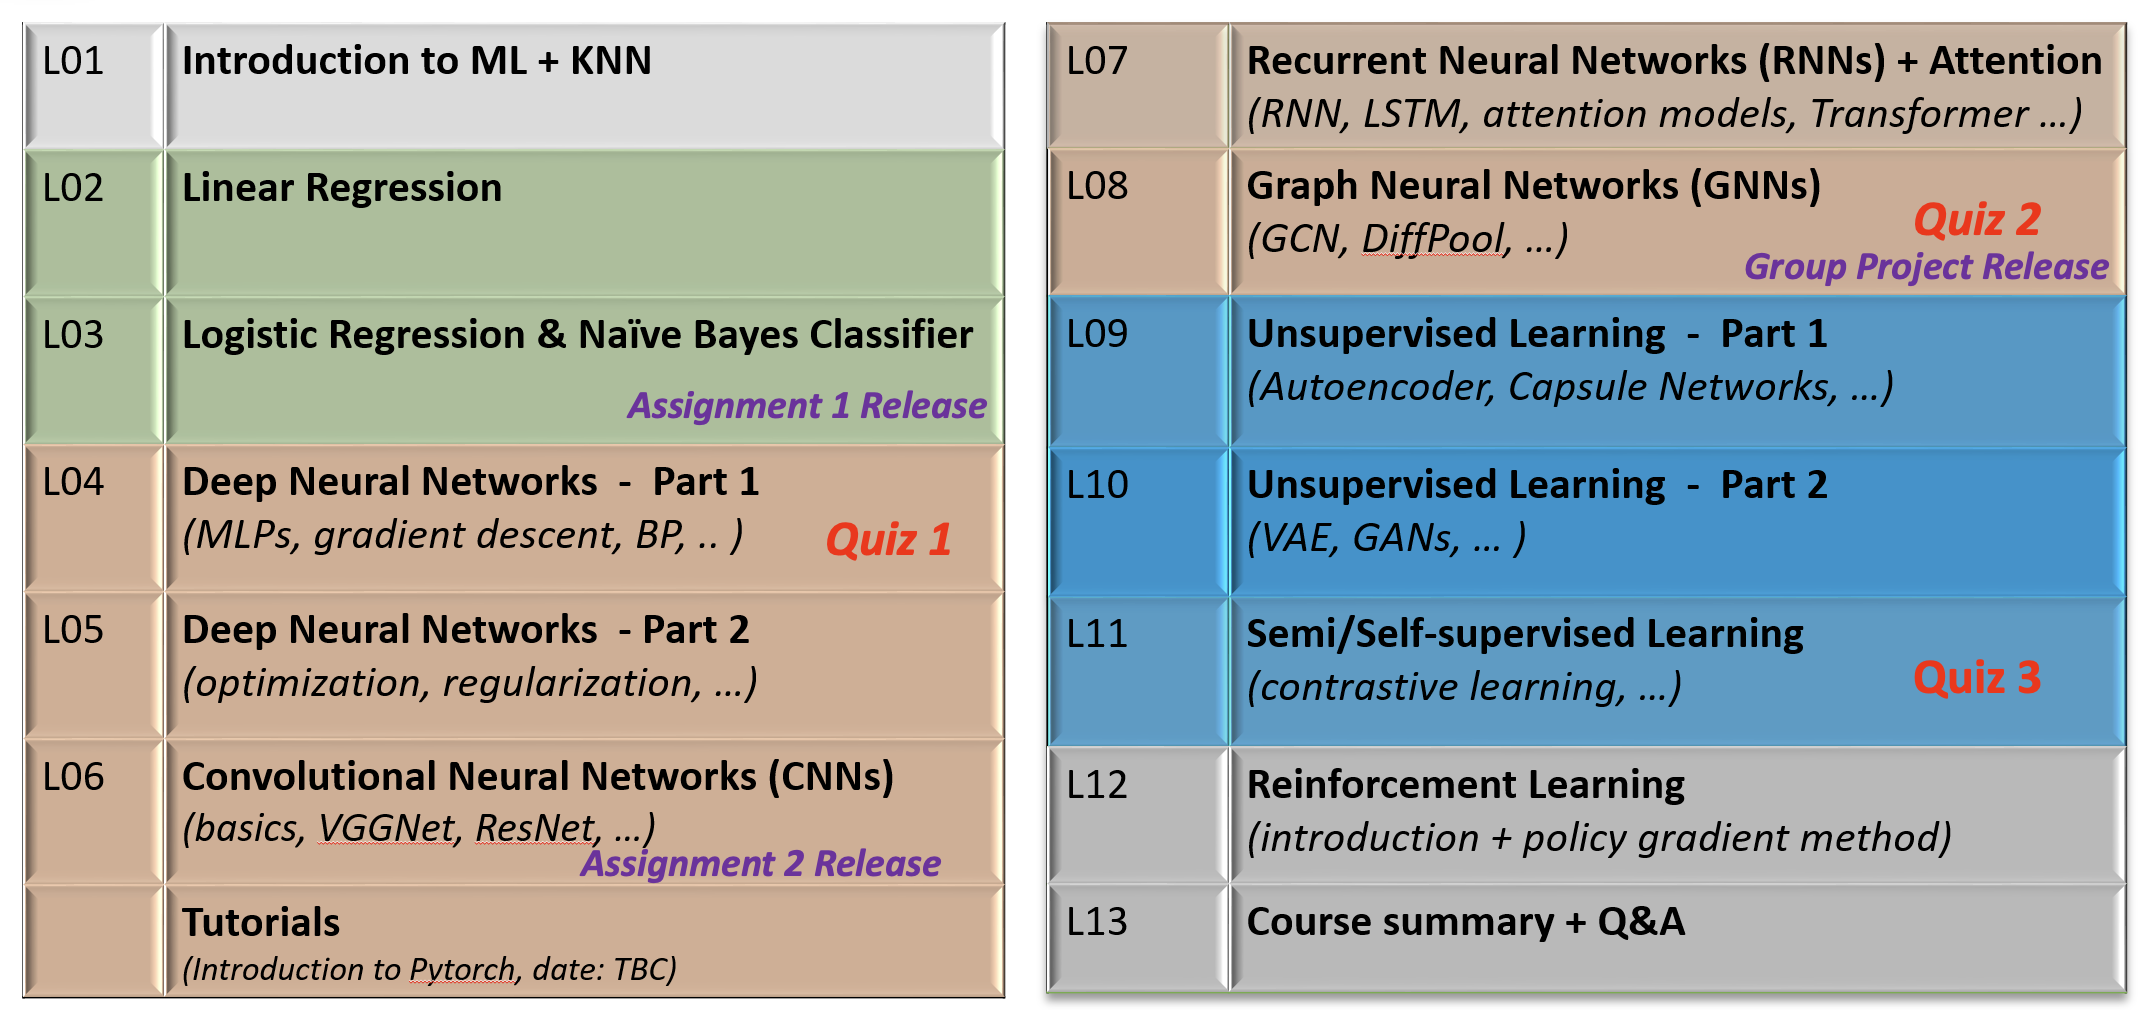 L01
Introduction to ML + KNN
L02
Linear Regression
L03
Logistic Regression & Naïve Bayes Classifier
Assignment 1 Release
L04
Deep Neural Networks - Part 1
(MLPs, gradient descent, BP, .. )
Quiz 1
L05
Deep Neural Networks - Part 2
(optimization, regularization, ...)
L06
Convolutional Neural Networks (CNNs)
(basics, VGGNet, ResNet, ...)
Assignment 2 Release
Tutorials
(Introduction to Pytorch, date: TBC)
L07
Recurrent Neural Networks (RNNs) + Attention
(RNN, LSTM, attention models, Transformer ...)
L08
Graph Neural Networks (GNNs)
(GCN, DiffPool, ...)
Quiz 2
Group Project Release
L09
Unsupervised Learning - Part 1
(Autoencoder, Capsule Networks, ...)
L10
Unsupervised Learning - Part 2
(VAE, GANs, ... )
L11
Semi/Self-supervised Learning
(contrastive learning, ...)
Quiz 3
L12
Reinforcement Learning
(introduction + policy gradient method)
L13
Course summary + Q&A